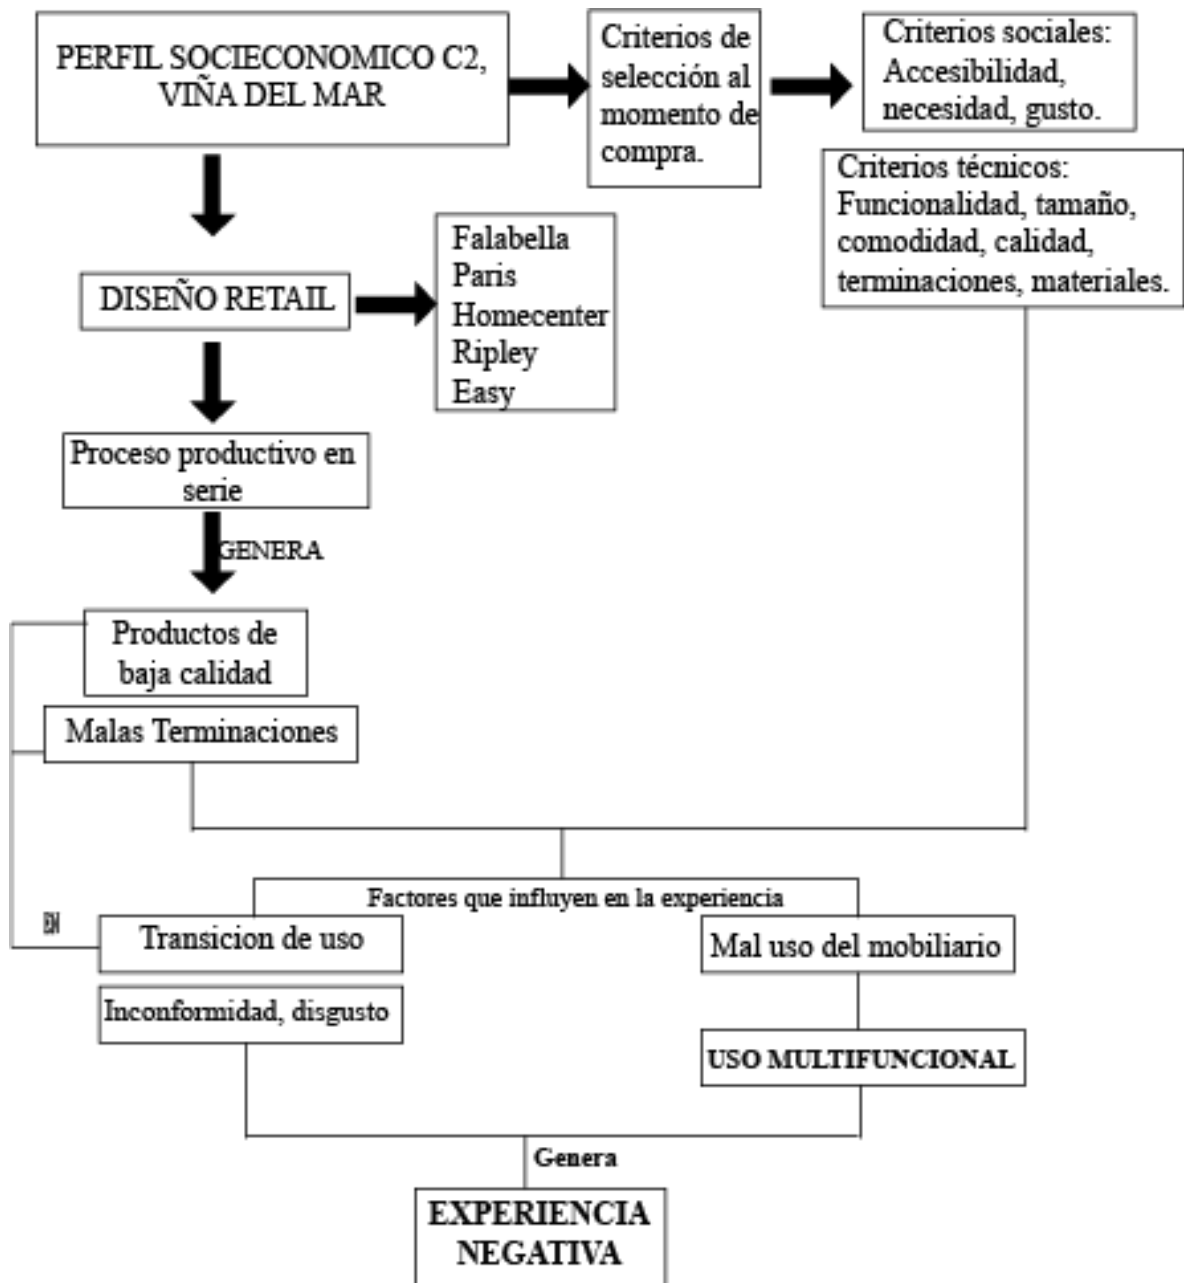 PERFIL SOCIECONOMICO C2,
VIÑA DEL MAR
Criterios de
selección al
momento de
compra.
Criterios sociales:
Accesibilidad,
necesidad, gusto.
Criterios técnicos:
Funcionalidad, tamaño,
comodidad, calidad,
terminaciones, materiales.
DISEÑO RETAIL
Falabella
Paris
Homecenter
Ripley
Easy
Proceso productivo en
serie
GENERA
Productos de
baja calidad
Malas Terminaciones
Factores que influyen en la experiencia
EN
Transicion de uso
Mal uso del mobiliario
Inconformidad, disgusto
USO MULTIFUNCIONAL
Genera
EXPERIENCIA
NEGATIVA